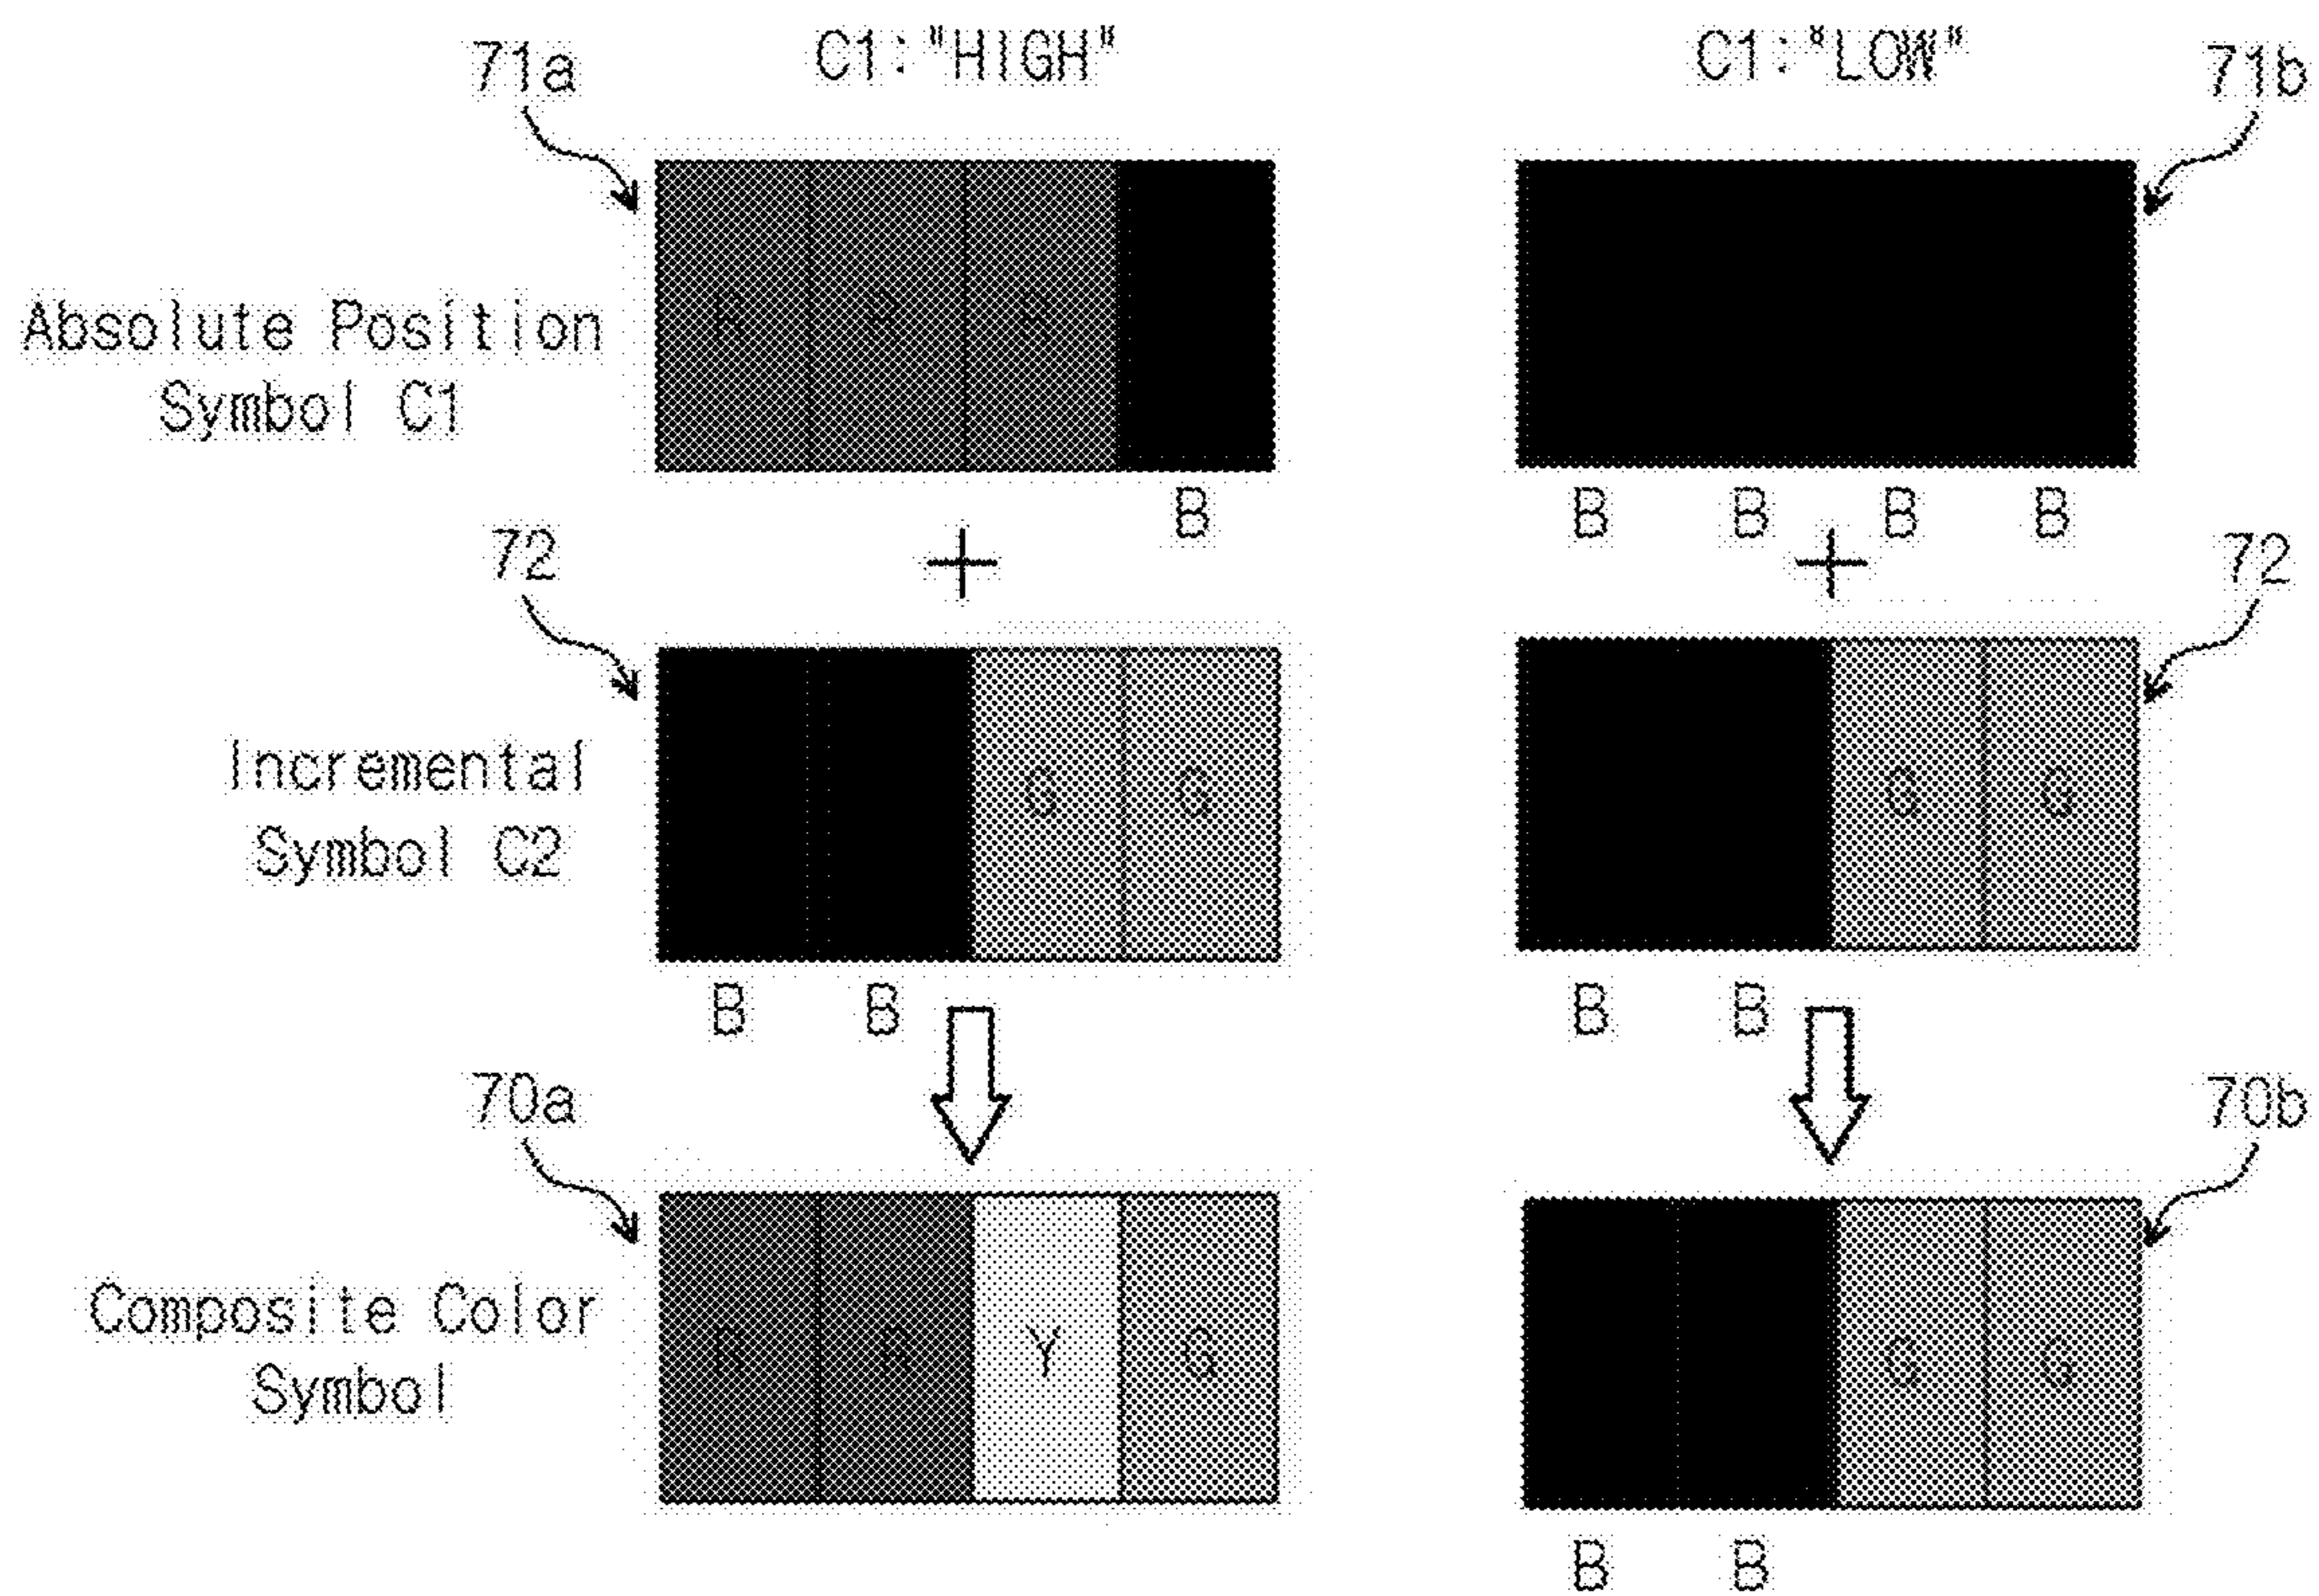 C1:"HIGH" C1:"LOW"
71a 71b
Absolute Position
Symbol C1
R R R
B B B B B
+ +
72 72
Incremental
Symbol C2
G G G G
B B B B
70a 70b
Composite Color
Symbol
R R Y G G G
B B